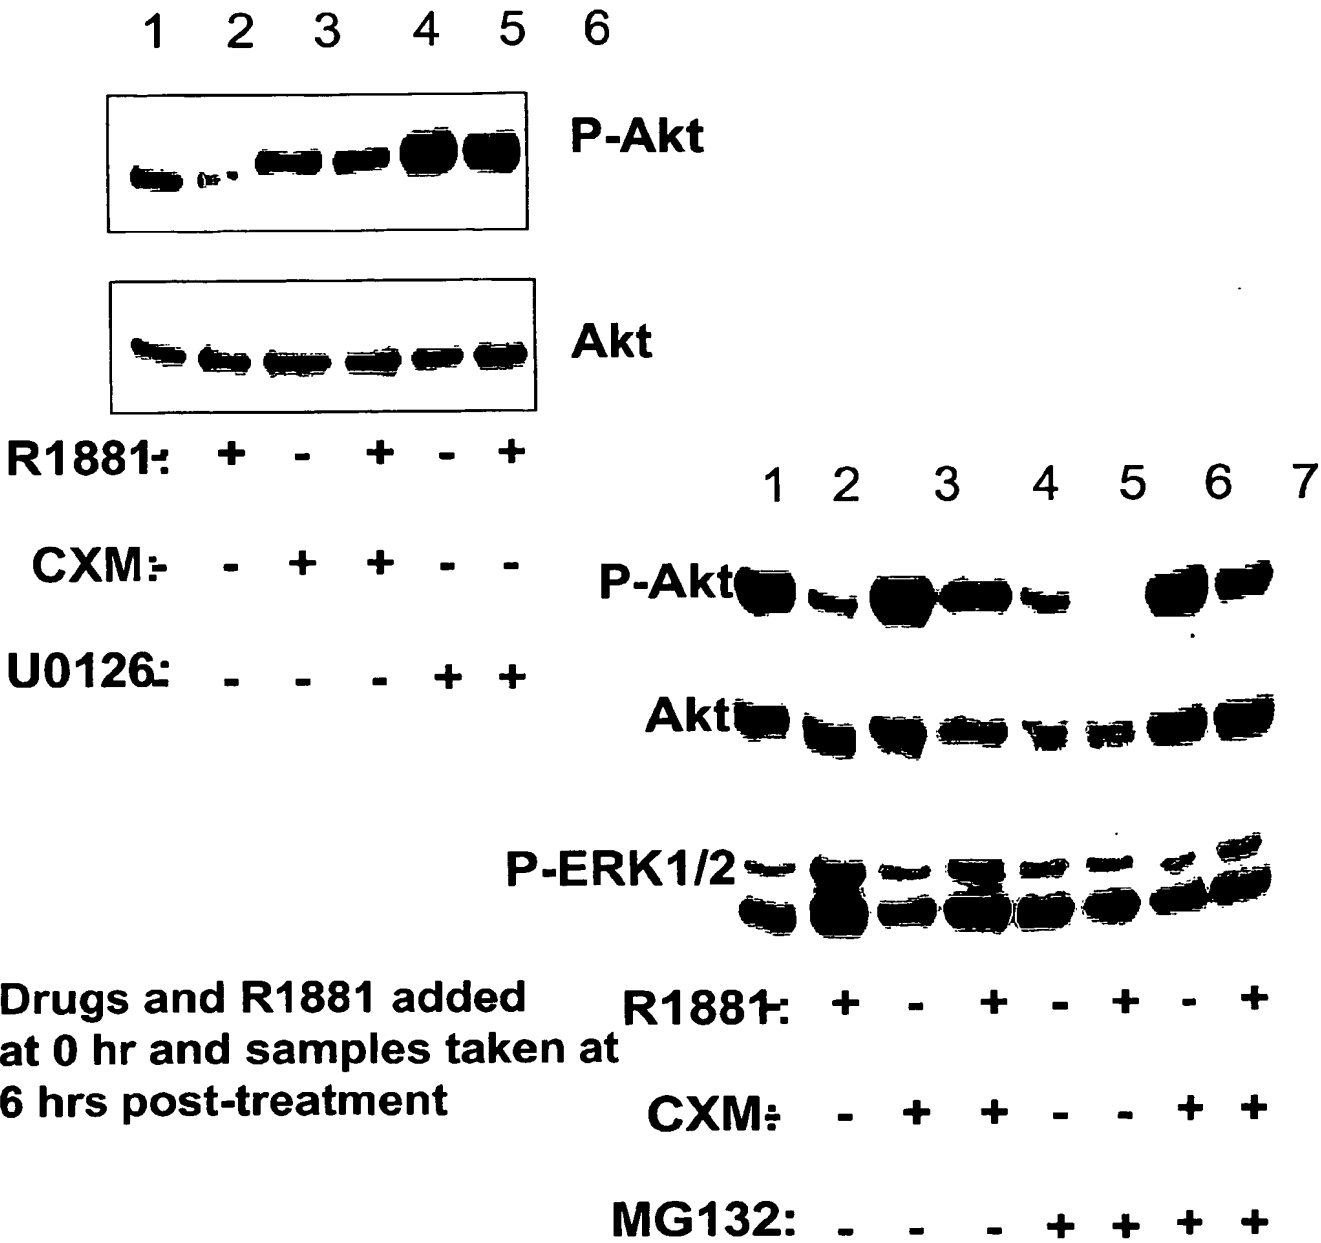 1 2 3 4 5 6
P-Akt
Akt
R1881: - + - + - +
CXM: - - + + - -
U0126: - - - - + +
1 2 3 4 5 6 7
P-Akt
Akt
P-ERK1/2
Drugs and R1881 added
at 0 hr and samples taken at
6 hrs post-treatment
R1881: - + - + - + - +
CXM: - - + + - - + +
MG132: - - - + + + +